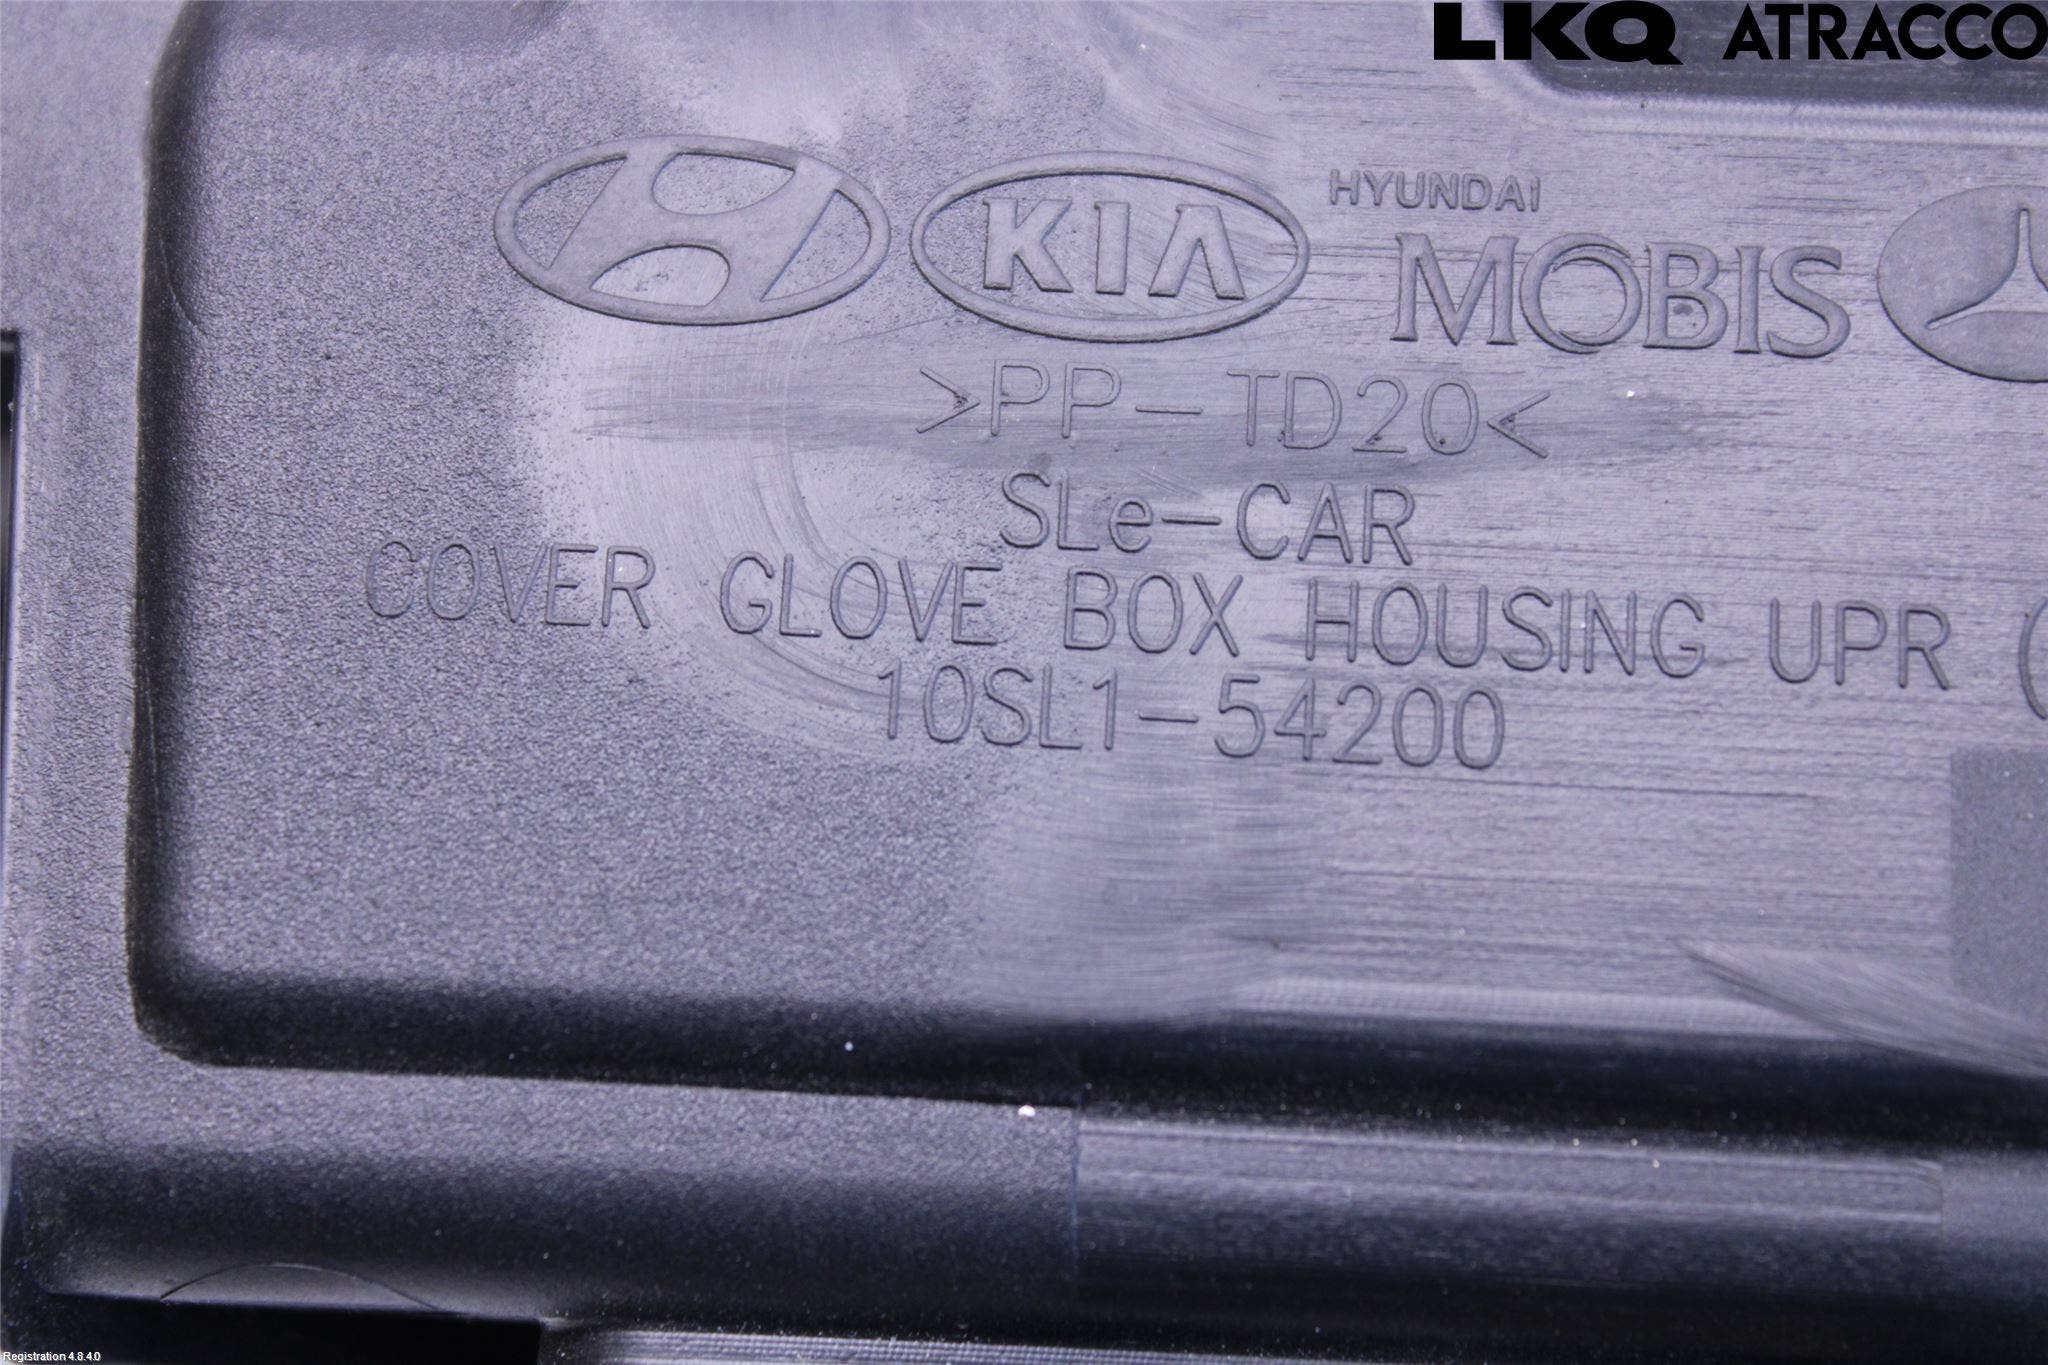 LKQ ATRACCO
KIA
HYUNDAI
MOBIS
>PP-TD20<
SLe-CAR
COVER GLOVE BOX HOUSING UPR (
10SL1-54200
Registration 4.8.4.0